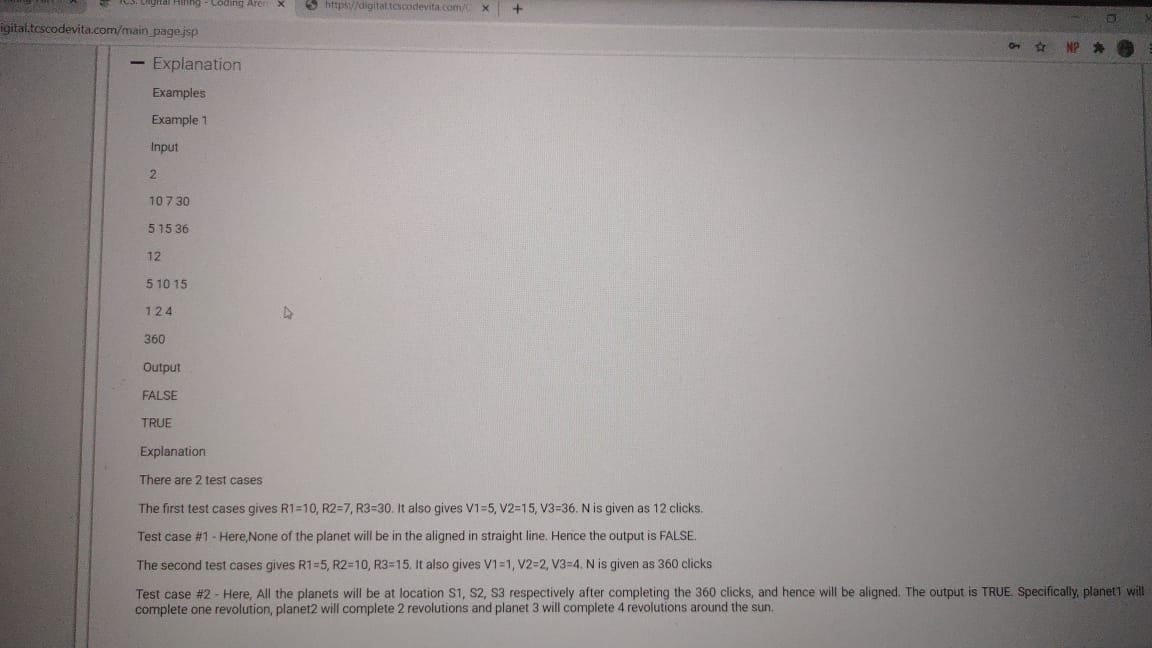 TCS: Digital Hiring - Coding Aren
https://digital.tcscodevita.com/C
igital.tcscodevita.com/main_page.jsp
NP
Explanation
Examples
Example 1
Input
2
10 7 30
5 15 36
12
5 10 15
1 2 4
360
Output
FALSE
TRUE
Explanation
There are 2 test cases
The first test cases gives R1=10, R2=7, R3=30. It also gives V1=5, V2=15, V3=36. N is given as 12 clicks.
Test case #1 - Here,None of the planet will be in the aligned in straight line. Hence the output is FALSE.
The second test cases gives R1=5, R2=10, R3=15. It also gives V1=1, V2=2, V3=4. N is given as 360 clicks
Test case #2 - Here, All the planets will be at location S1, S2, S3 respectively after completing the 360 clicks, and hence will be aligned. The output is TRUE. Specifically, planet1 will
complete one revolution, planet2 will complete 2 revolutions and planet 3 will complete 4 revolutions around the sun.